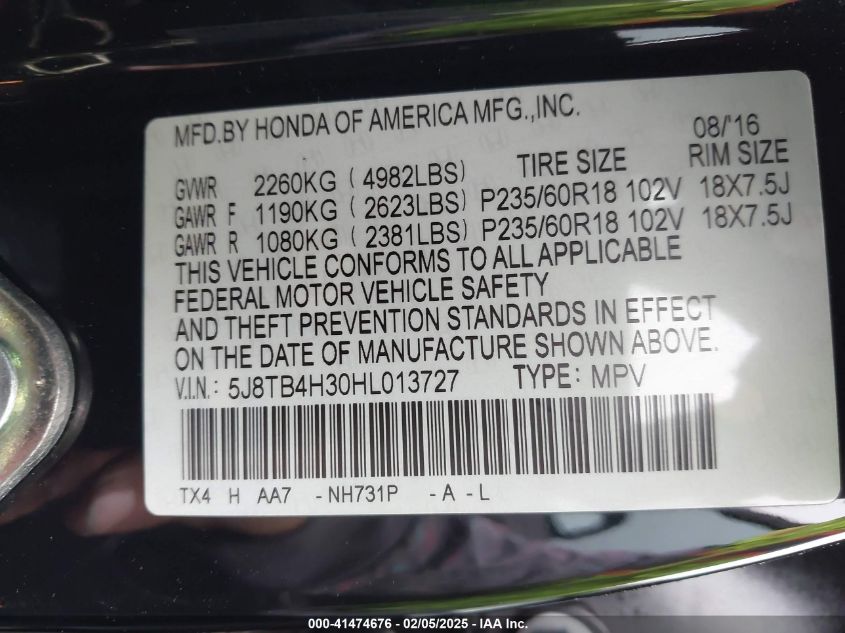 MFD.BY HONDA OF AMERICA MFG.,INC. 08/'16
GVWR 2260KG ( 4982LBS) TIRE SIZE RIM SIZE
GAWR F 1190KG ( 2623LBS) P235/60R18 102V 18X7.5J
GAWR R 1080KG ( 2381LBS) P235/60R18 102V 18X7.5J
THIS VEHICLE CONFORMS TO ALL APPLICABLE
FEDERAL MOTOR VEHICLE SAFETY
AND THEFT PREVENTION STANDARDS IN EFFECT
ON THE DATE OF MANUFACTURE SHOWN ABOVE.
V.I.N.: 5J8TB4H30HL013727 TYPE: MPV
TX4 H AA7 -NH731P -A -L
000-41474676 — 02/05/2025 — IAA Inc.